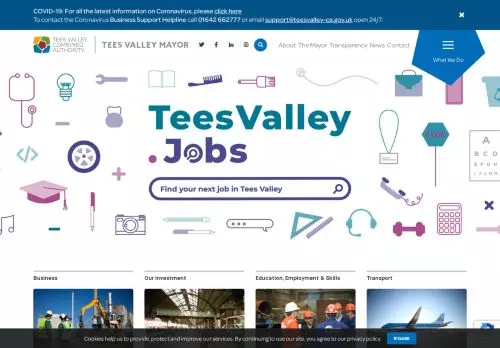 COVID-19: For all the latest information on Coronavirus, please click here
To contact the Coronavirus Business Support Helpline call 01642 662777 or email support@teesvalley-ca.gov.uk open 24/7.
TEES VALLEY
COMBINED
AUTHORITY
TEES VALLEY MAYOR
About The Mayor Transparency News Contact
What We Do
TeesValley
.Jobs
Find your next job in Tees Valley
CODE
A
B C
D E F
Business
Our Investment
Education, Employment & Skills
Transport
Cookies help us to provide, protect and improve our services. By continuing to use our site, you agree to our privacy policy.
X CLOSE